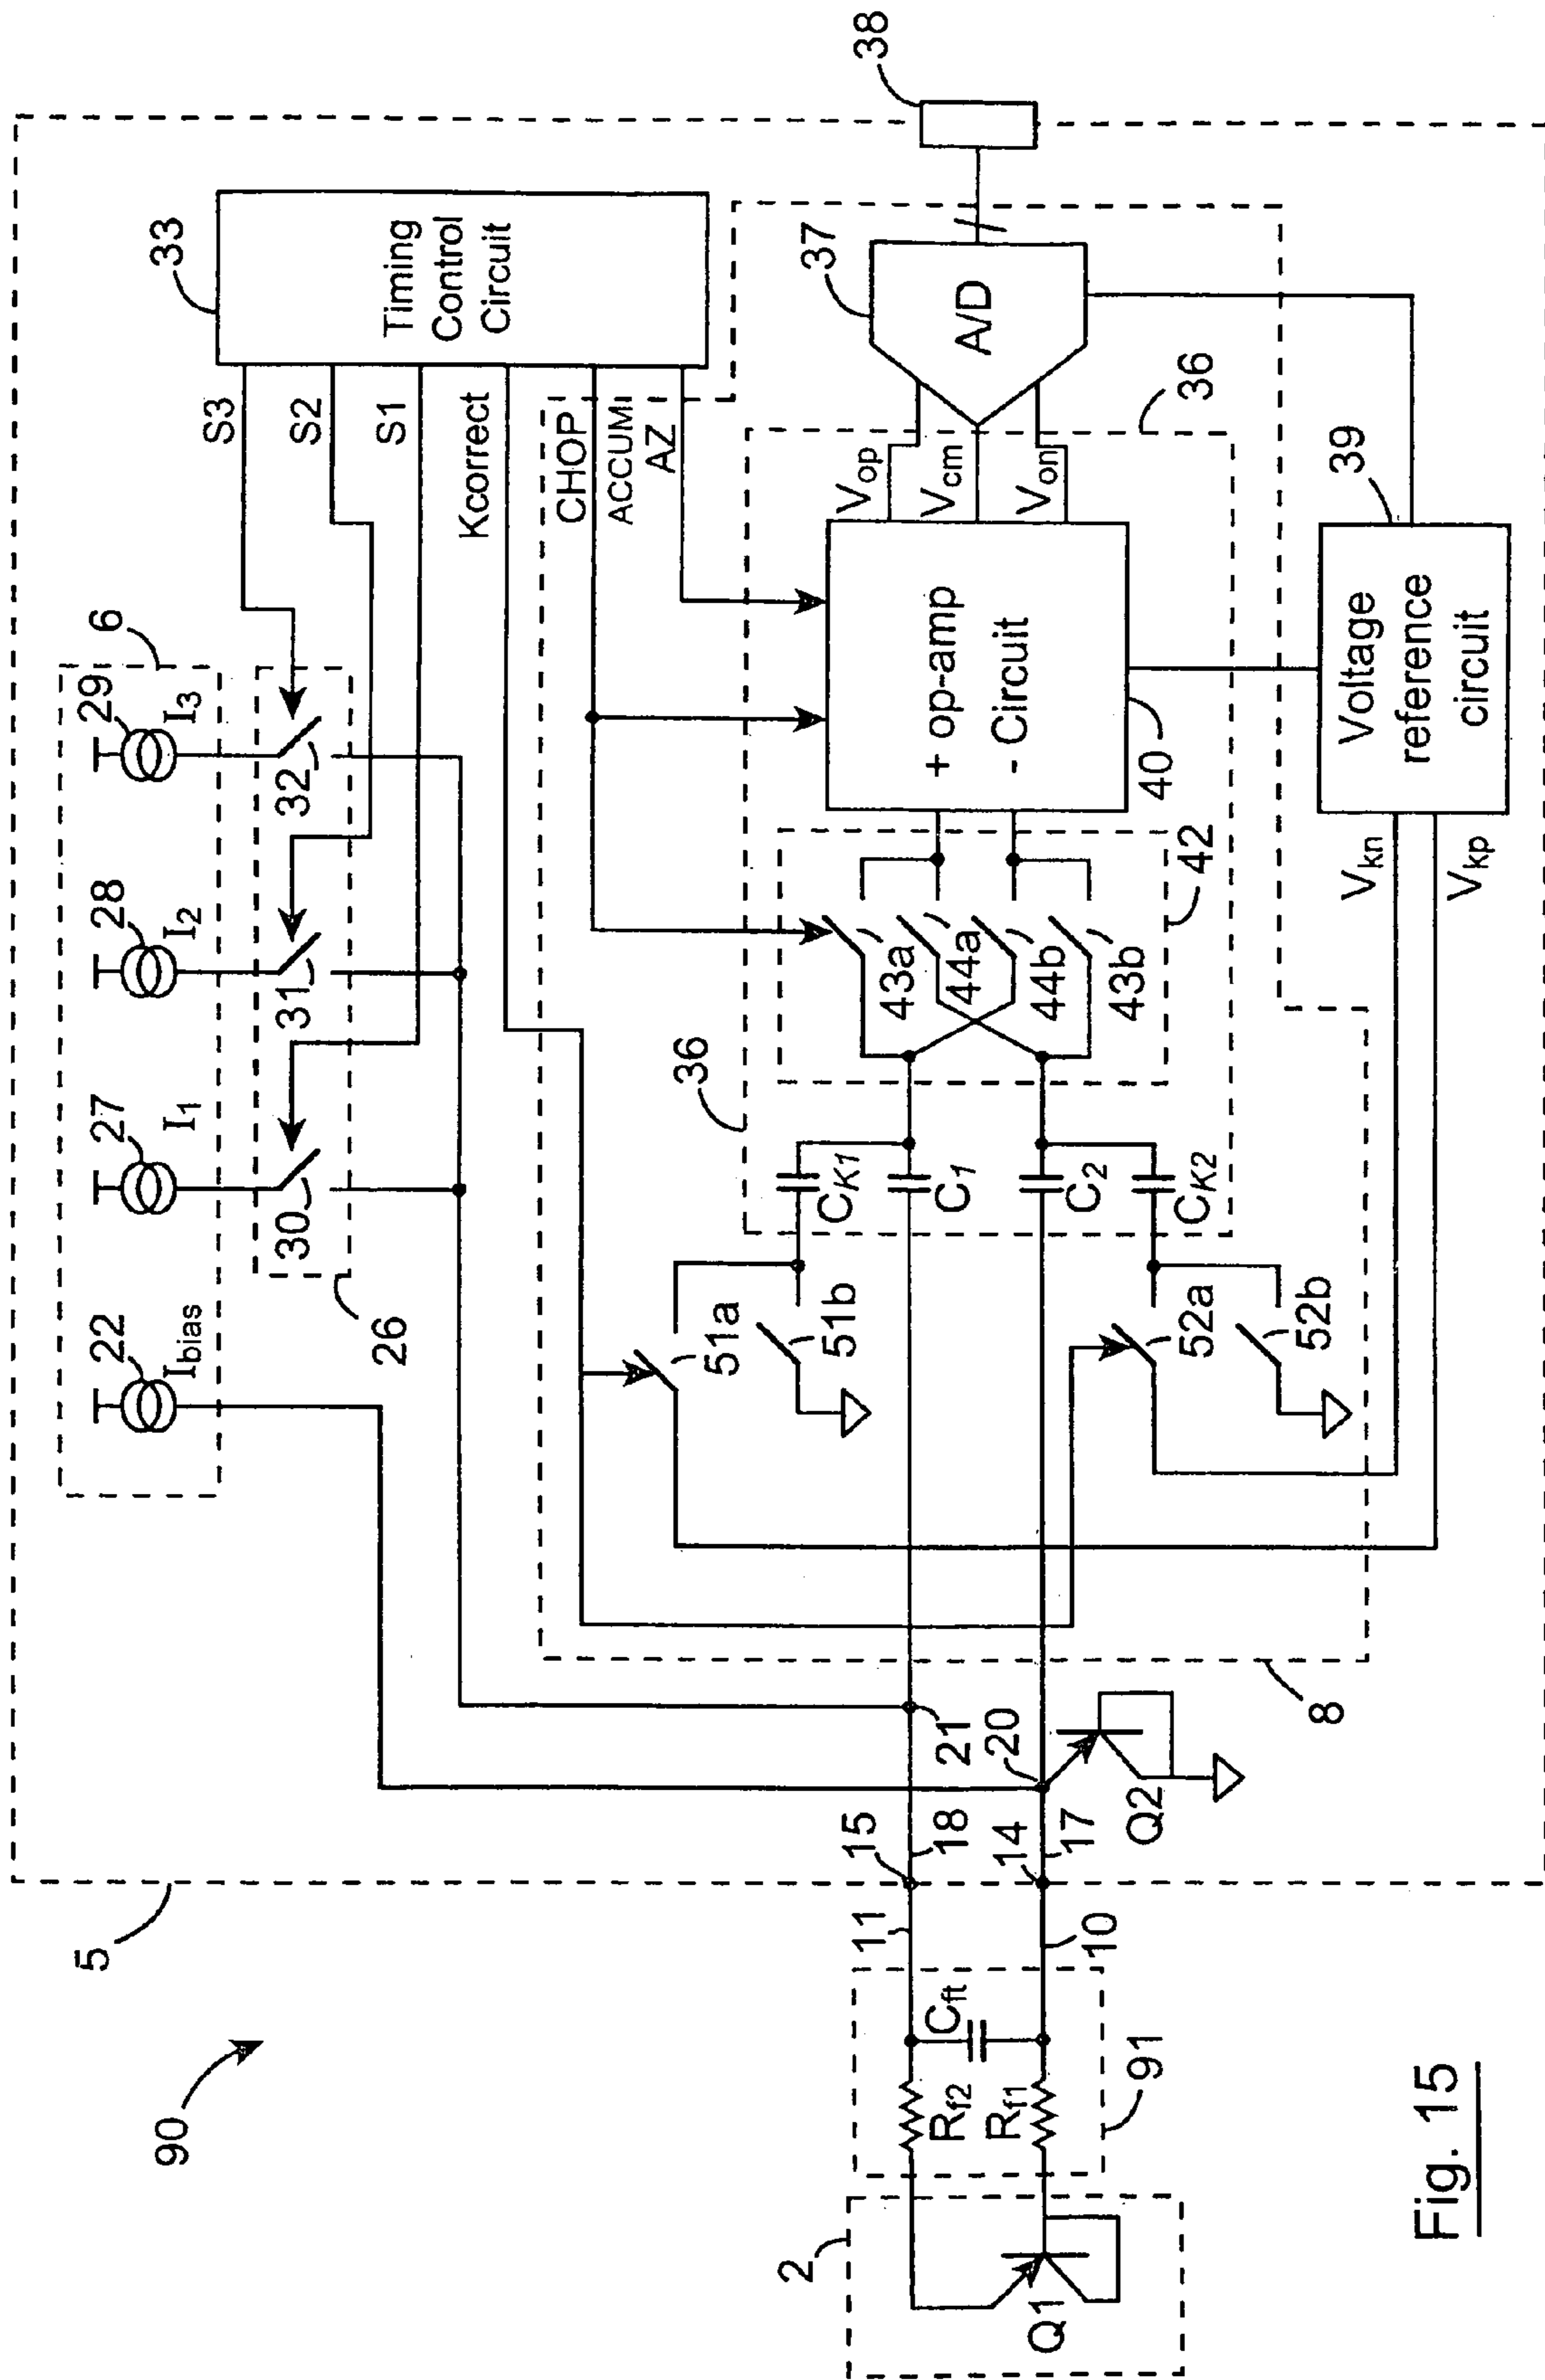 90
5
6
22
Ibias
27
I1
28
I2
29
I3
30
31
32
26
S3
S2
S1
Kcorrect
CHOP
ACCUM
AZ
33
Timing
Control
Circuit
38
37
A/D
36
36
Vop
Vcm
Von
+ op-amp
- Circuit
40
42
43a
44a
44b
43b
CK1
C1
C2
CK2
51a
51b
52a
52b
39
Voltage
reference
circuit
Vkn
Vkp
8
21
20
Q2
15
18
14
17
11
10
Cft
Rf2
Rf1
91
2
Q1
Fig. 15